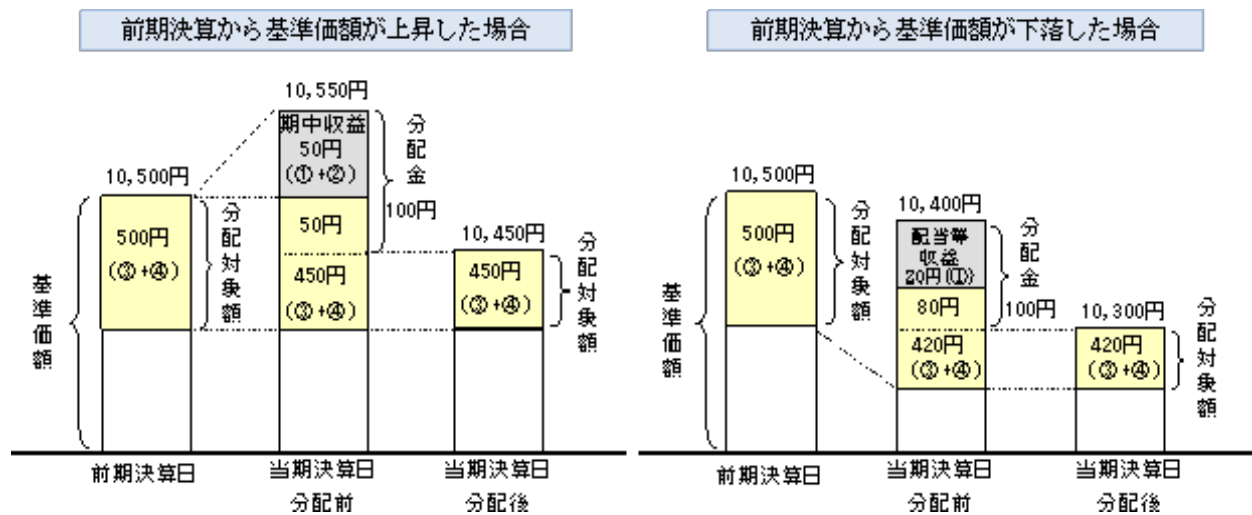 前期決算から基準価額が上昇した場合
10,550円
期中収益
50円
(①+②)
分配金
100円
10,500円
500円
(③+④)
分配対象額
50円
450円
(③+④)
10,450円
450円
(③+④)
分配対象額
基準価額
前期決算日
当期決算日
分配前
当期決算日
分配後
前期決算から基準価額が下落した場合
10,500円
500円
(③+④)
分配対象額
10,400円
配当等
収益
20円(①)
分配金
100円
80円
420円
(③+④)
10,300円
420円
(③+④)
分配対象額
基準価額
前期決算日
当期決算日
分配前
当期決算日
分配後